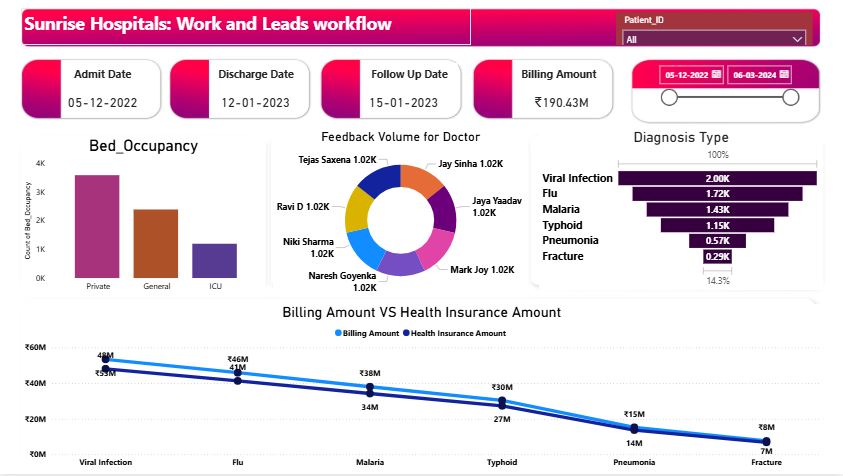 Sunrise Hospitals: Work and Leads workflow
Patient_ID
All
Admit Date
05-12-2022
Discharge Date
12-01-2023
Follow Up Date
15-01-2023
Billing Amount
₹190.43M
05-12-2022
06-03-2024
Bed_Occupancy
Count of Bed_Occupancy
4K
3K
2K
1K
0K
Private
General
ICU
Feedback Volume for Doctor
Tejas Saxena 1.02K
Jay Sinha 1.02K
Ravi D 1.02K
Jaya Yaadav
1.02K
Niki Sharma
1.02K
Mark Joy 1.02K
Naresh Goyenka
1.02K
Diagnosis Type
100%
Viral Infection 2.00K
Flu 1.72K
Malaria 1.43K
Typhoid 1.15K
Pneumonia 0.57K
Fracture 0.29K
14.3%
Billing Amount VS Health Insurance Amount
Billing Amount Health Insurance Amount
₹60M
₹40M
₹20M
₹0M
48M
₹53M
₹46M
41M
₹38M
34M
₹30M
27M
₹15M
14M
₹8M
7M
Viral Infection
Flu
Malaria
Typhoid
Pneumonia
Fracture